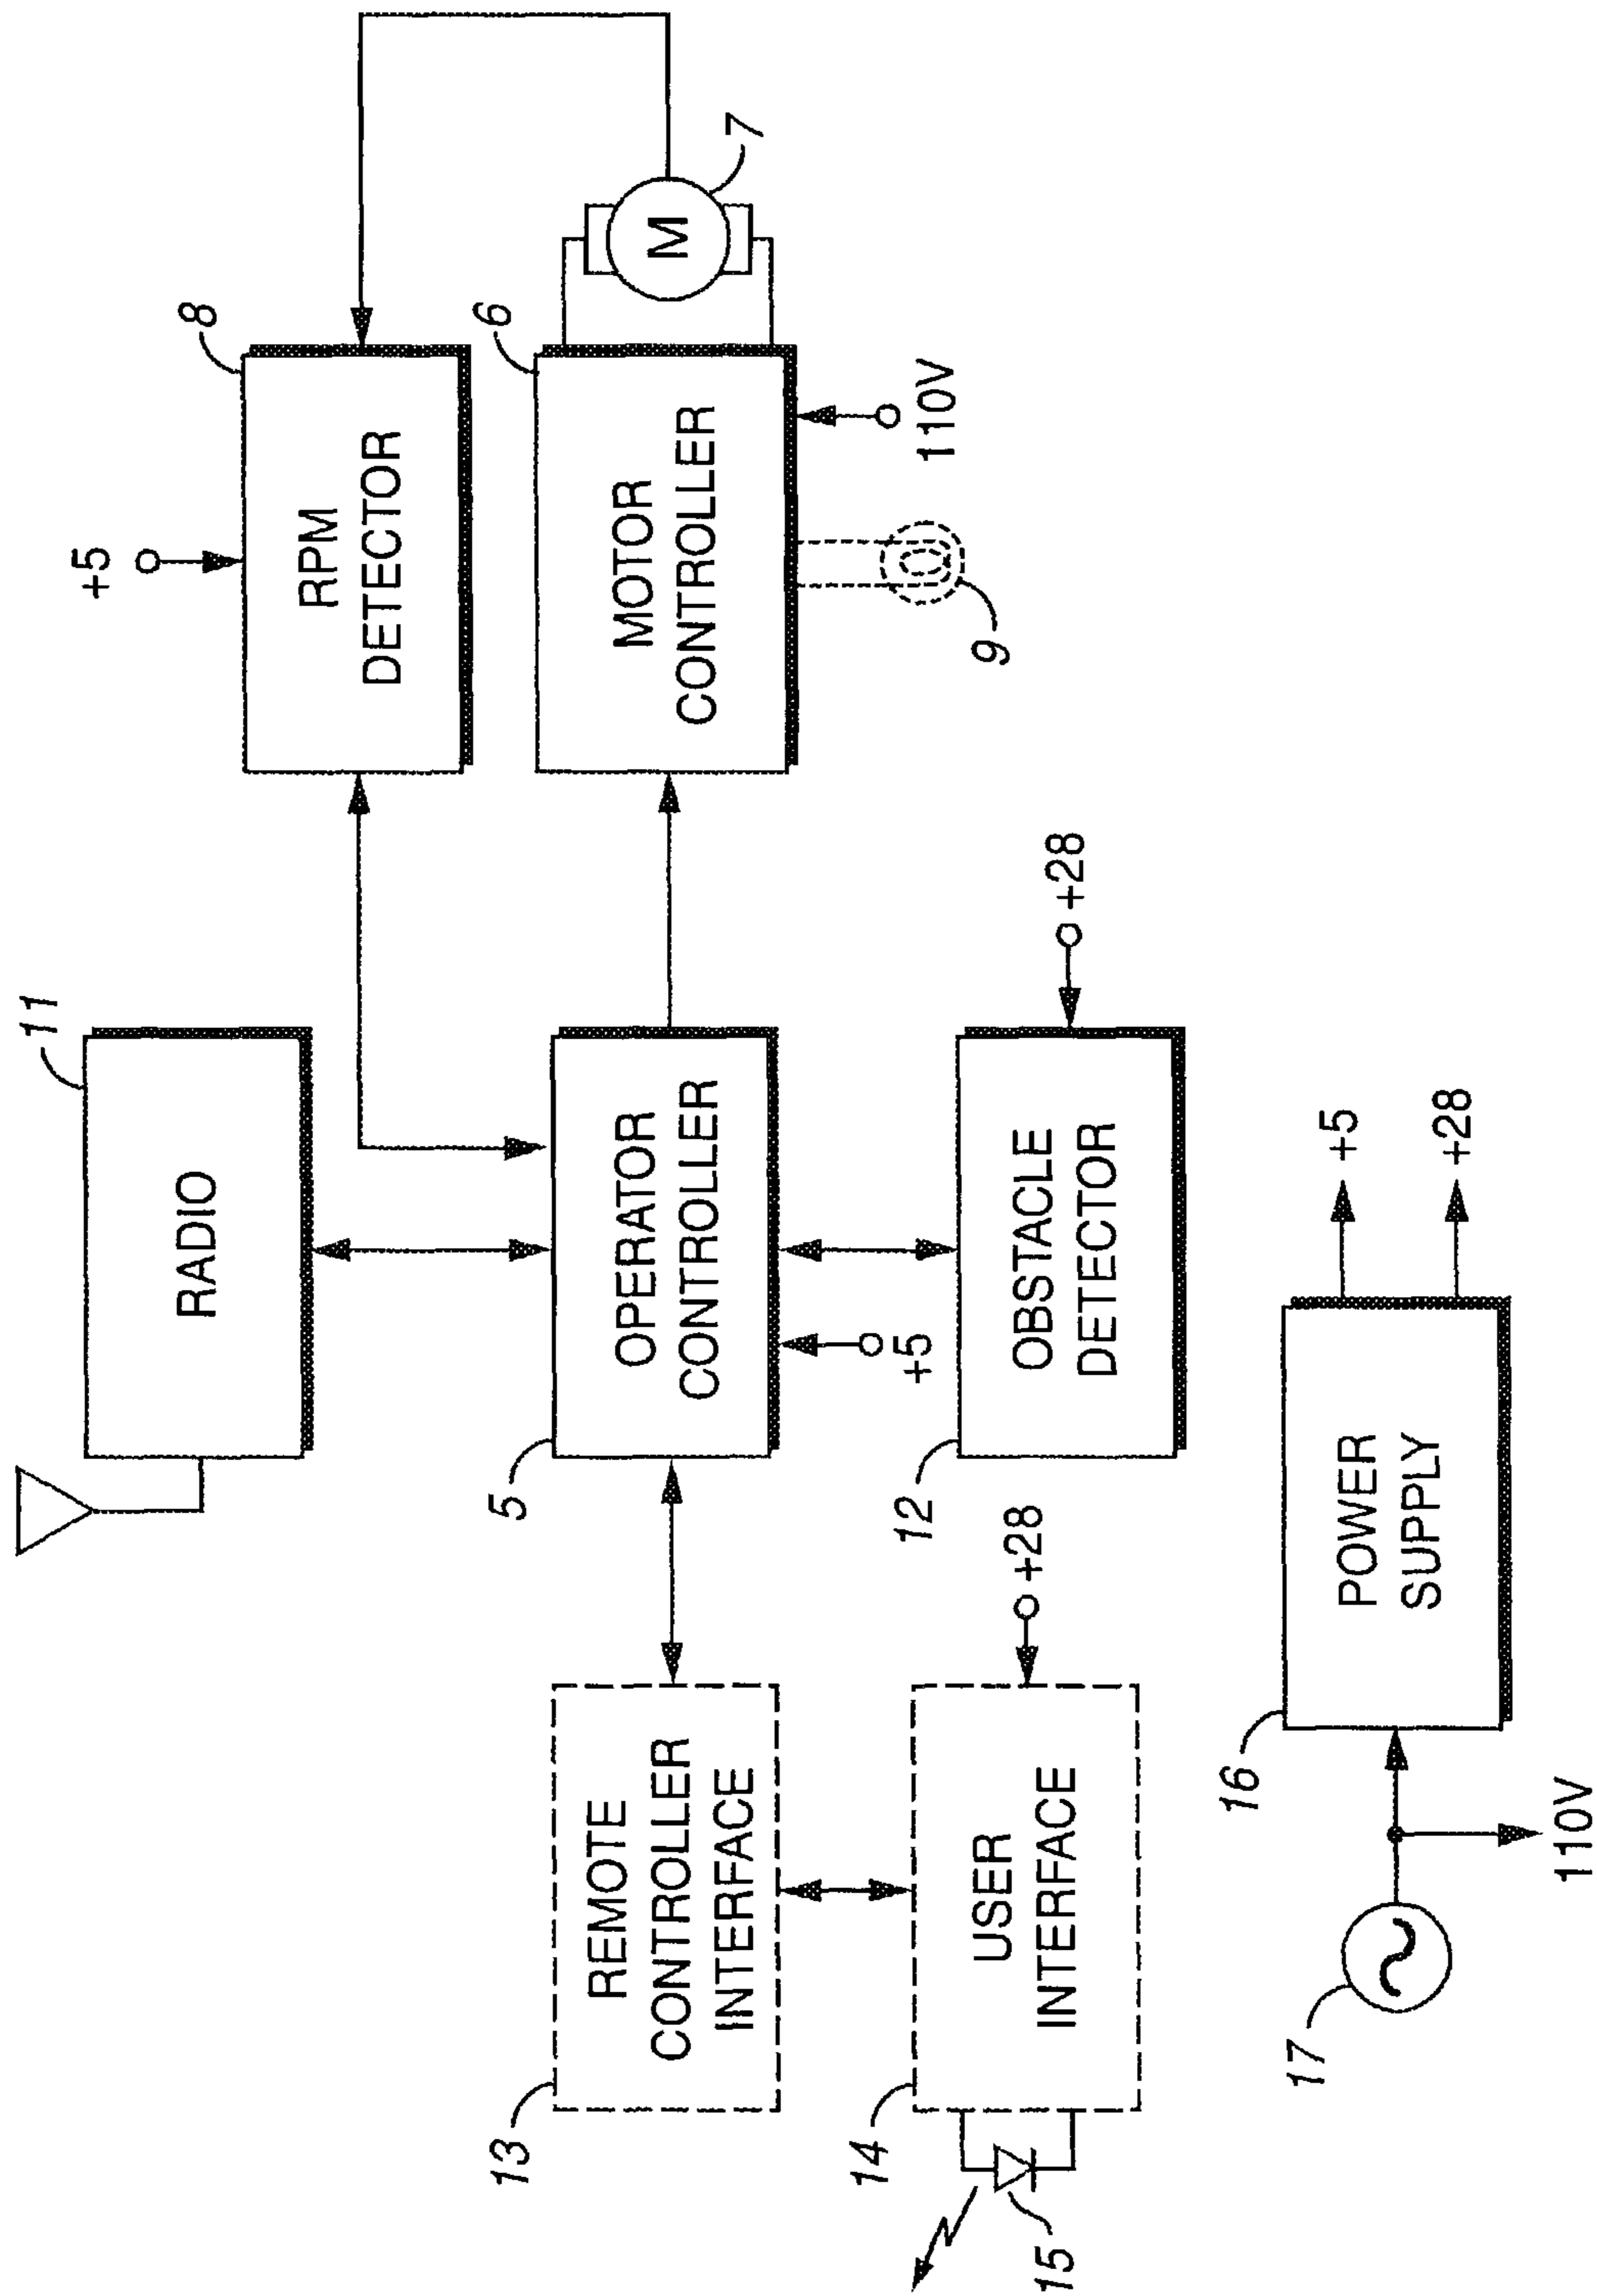 11
RADIO
+5
8
RPM
DETECTOR
5
OPERATOR
CONTROLLER
+5
6
MOTOR
CONTROLLER
M
7
110V
9
13
REMOTE
CONTROLLER
INTERFACE
12
OBSTACLE
DETECTOR
+28
14
USER
INTERFACE
+28
15
16
POWER
SUPPLY
+5
+28
17
110V